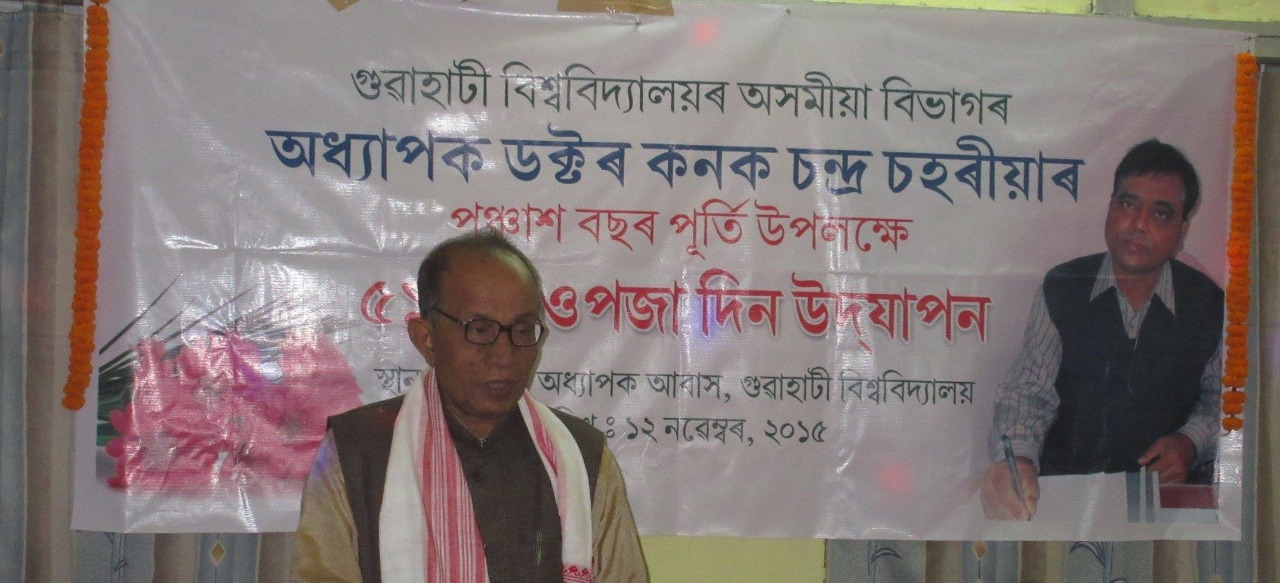 গুৱাহাটী বিশ্ববিদ্যালয়ৰ অসমীয়া বিভাগৰ
অধ্যাপক ডক্টৰ কনক চন্দ্ৰ চহৰীয়াৰ
পঞ্চাশ বছৰ পূৰ্তি উপলক্ষে
ওপজা দিন উদ্‌যাপন
স্থান অধ্যাপক আবাস, গুৱাহাটী বিশ্ববিদ্যালয়
ঃ ১২ নৱেম্বৰ, ২০১৫